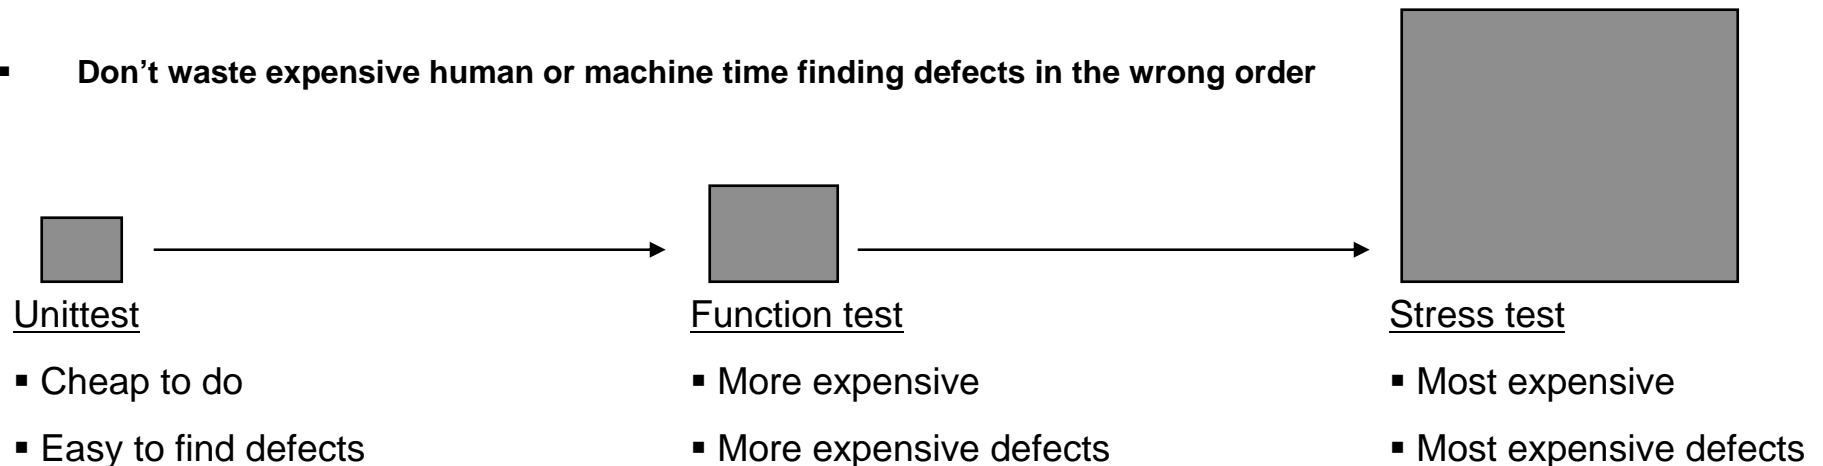 ▪ Don’t waste expensive human or machine time finding defects in the wrong order
Unittest
▪ Cheap to do
▪ Easy to find defects
Function test
▪ More expensive
▪ More expensive defects
Stress test
▪ Most expensive
▪ Most expensive defects